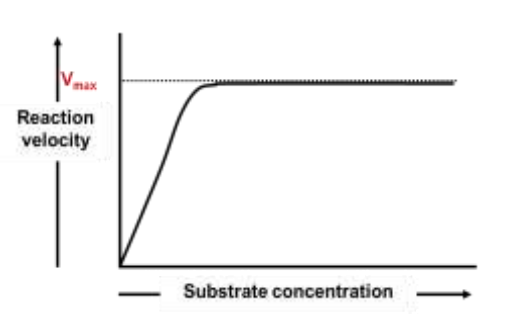 Vmax
Reaction
velocity
Substrate concentration